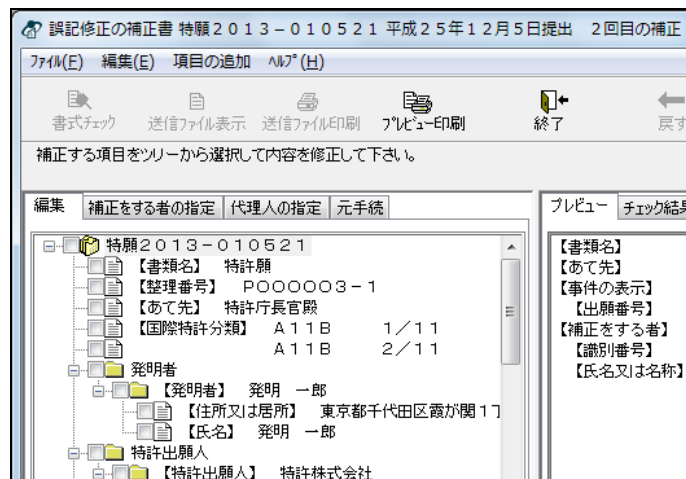 誤記修正の補正書 特願２０１３－０１０５２１ 平成２５年１２月５日提出　２回目の補正
ﾌｧｲﾙ(F) 編集(E) 項目の追加 ﾍﾙﾌﾟ(H)
書式ﾁｪｯｸ 送信ﾌｧｲﾙ表示 送信ﾌｧｲﾙ印刷 ﾌﾟﾚﾋﾞｭｰ印刷 終了 戻す
補正する項目をツリーから選択して内容を修正して下さい。
編集 補正をする者の指定 代理人の指定 元手続
特願２０１３－０１０５２１
【書類名】　特許願
【整理番号】　Ｐ００００００３－１
【あて先】　特許庁長官殿
【国際特許分類】　Ａ１１Ｂ　１／１１
Ａ１１Ｂ　２／１１
発明者
【発明者】　発明　一郎
【住所又は居所】　東京都千代田区霞が関１丁
【氏名】　発明　一郎
特許出願人
【特許出願人】　特許株式会社
プレビュー チェック結果
【書類名】
【あて先】
【事件の表示】
【出願番号】
【補正をする者】
【識別番号】
【氏名又は名称】